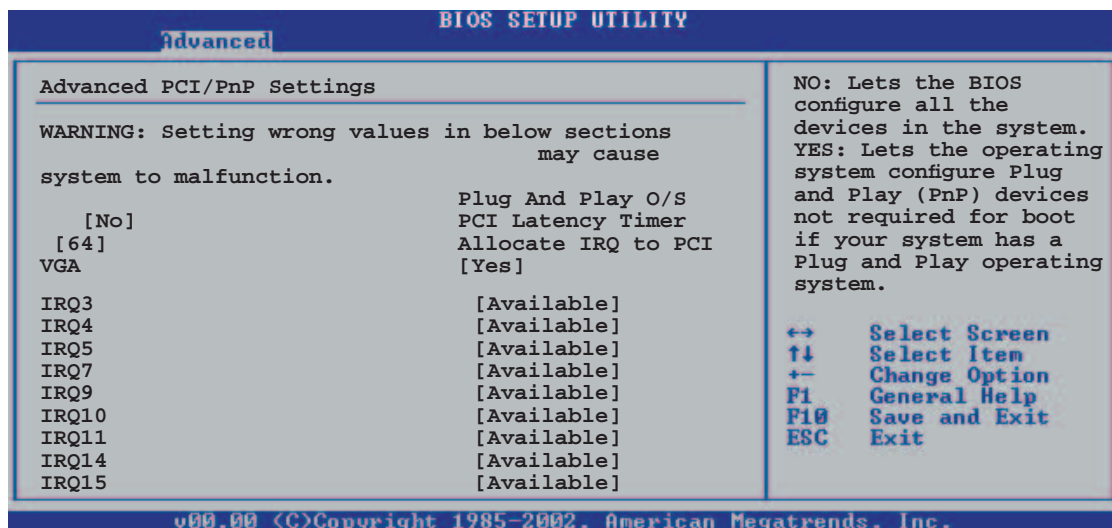 BIOS SETUP UTILITY
Advanced
Advanced PCI/PnP Settings
WARNING: Setting wrong values in below sections
may cause
system to malfunction.
Plug And Play O/S
[No] PCI Latency Timer
[64] Allocate IRQ to PCI
VGA [Yes]
IRQ3 [Available]
IRQ4 [Available]
IRQ5 [Available]
IRQ7 [Available]
IRQ9 [Available]
IRQ10 [Available]
IRQ11 [Available]
IRQ14 [Available]
IRQ15 [Available]
NO: Lets the BIOS
configure all the
devices in the system.
YES: Lets the operating
system configure Plug
and Play (PnP) devices
not required for boot
if your system has a
Plug and Play operating
system.
↔ Select Screen
↑↓ Select Item
+- Change Option
F1 General Help
F10 Save and Exit
ESC Exit
v00.00 (C)Copyright 1985-2002, American Megatrends, Inc.